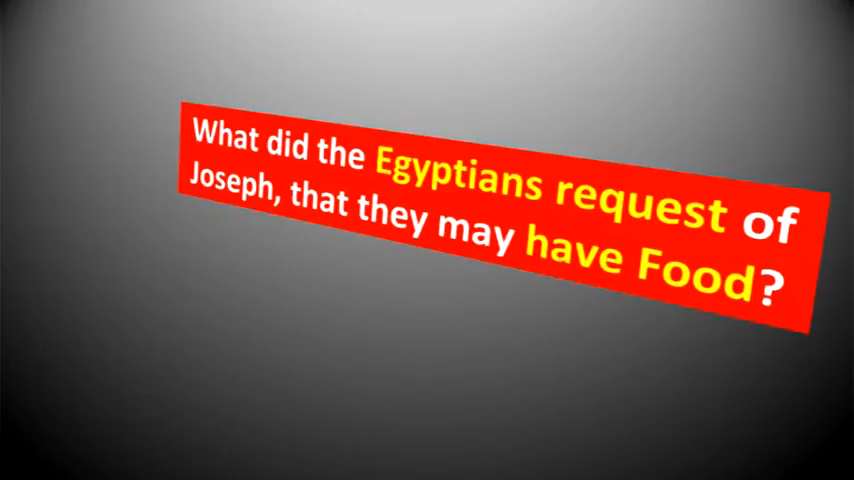 What did the Egyptians request of
Joseph, that they may have Food?